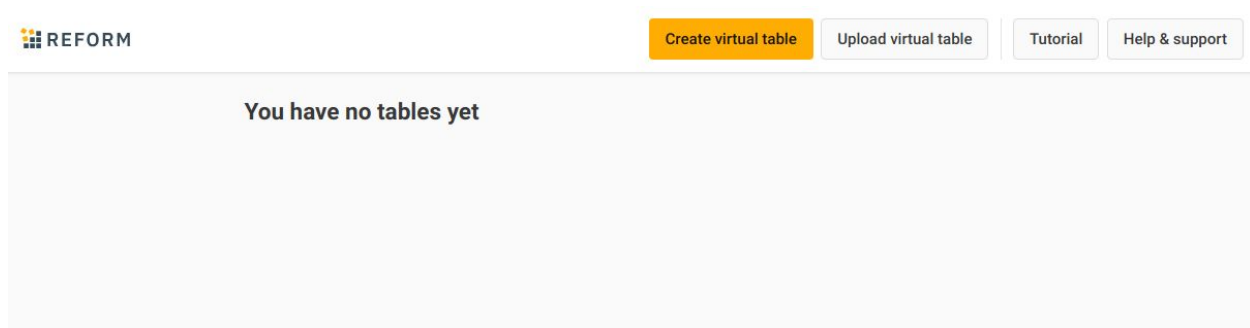 REFORM
Create virtual table
Upload virtual table
Tutorial
Help & support
You have no tables yet